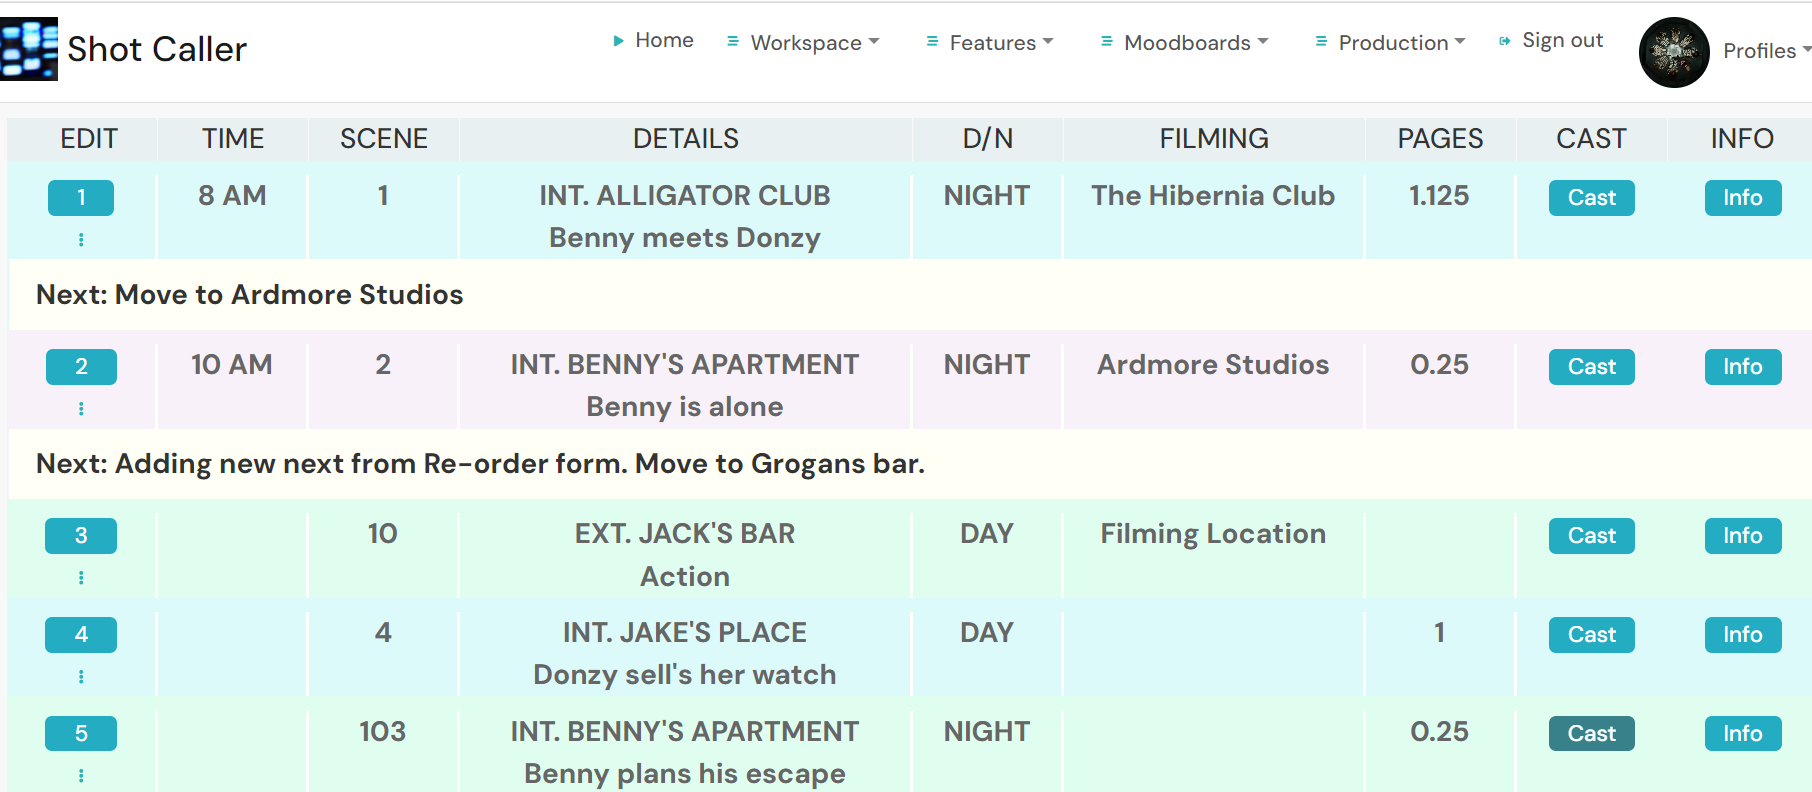 Shot Caller Home Workspace Features Moodboards Production Sign out Profiles
EDIT TIME SCENE DETAILS D/N FILMING PAGES CAST INFO
1 8 AM 1 INT. ALLIGATOR CLUB NIGHT The Hibernia Club 1.125 Cast Info
Benny meets Donzy
Next: Move to Ardmore Studios
2 10 AM 2 INT. BENNY'S APARTMENT NIGHT Ardmore Studios 0.25 Cast Info
Benny is alone
Next: Adding new next from Re-order form. Move to Grogans bar.
3 10 EXT. JACK'S BAR DAY Filming Location Cast Info
Action
4 4 INT. JAKE'S PLACE DAY 1 Cast Info
Donzy sell's her watch
5 103 INT. BENNY'S APARTMENT NIGHT 0.25 Cast Info
Benny plans his escape